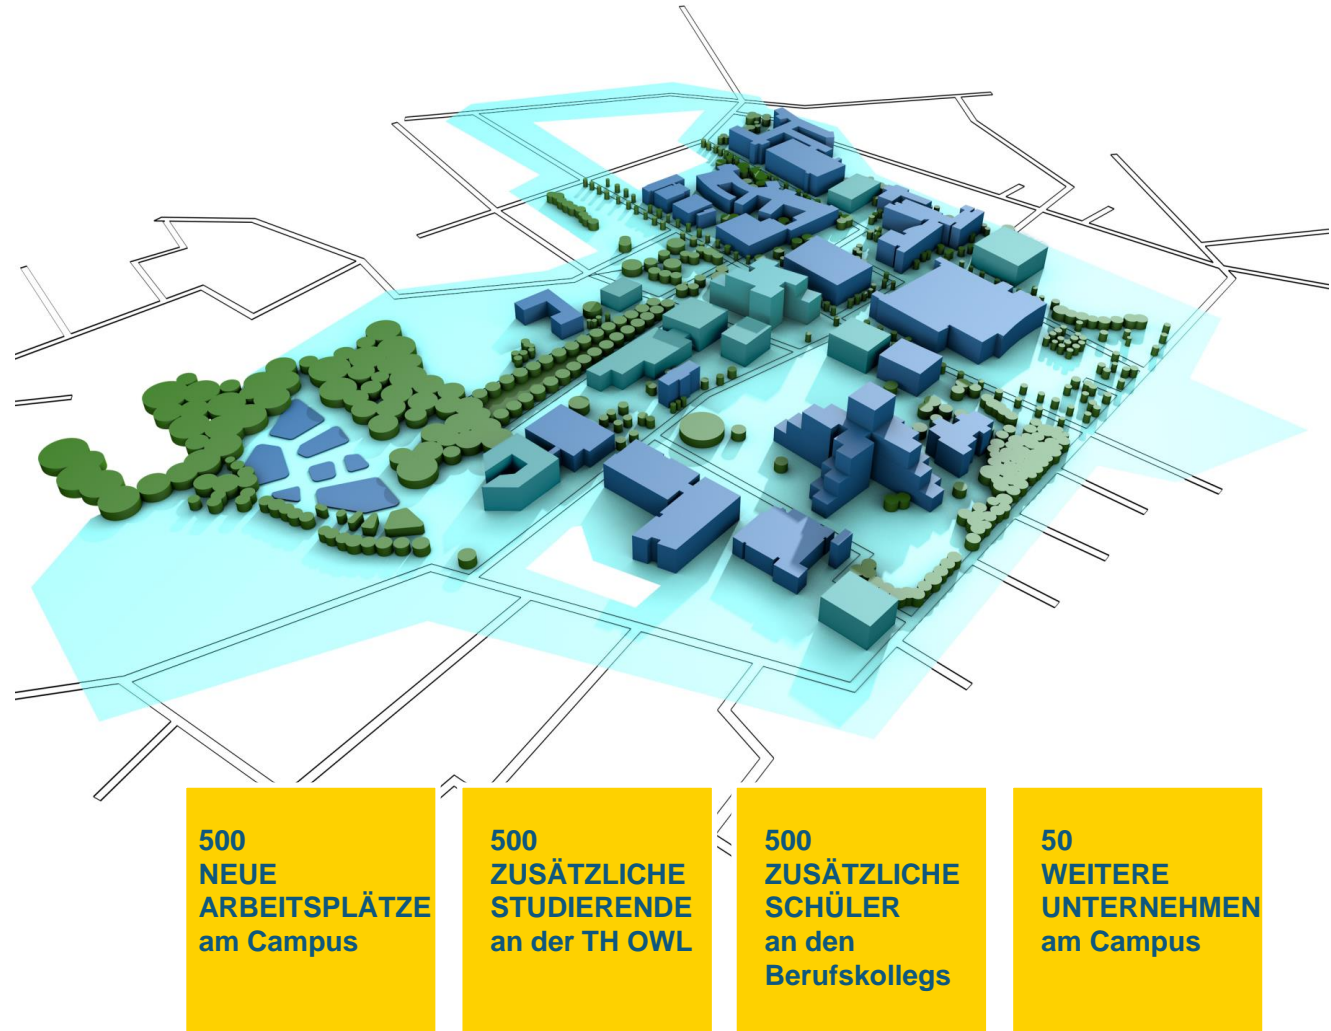 500
NEUE
ARBEITSPLÄTZE
am Campus
500
ZUSÄTZLICHE
STUDIERENDE
an der TH OWL
500
ZUSÄTZLICHE
SCHÜLER
an den
Berufskollegs
50
WEITERE
UNTERNEHMEN
am Campus